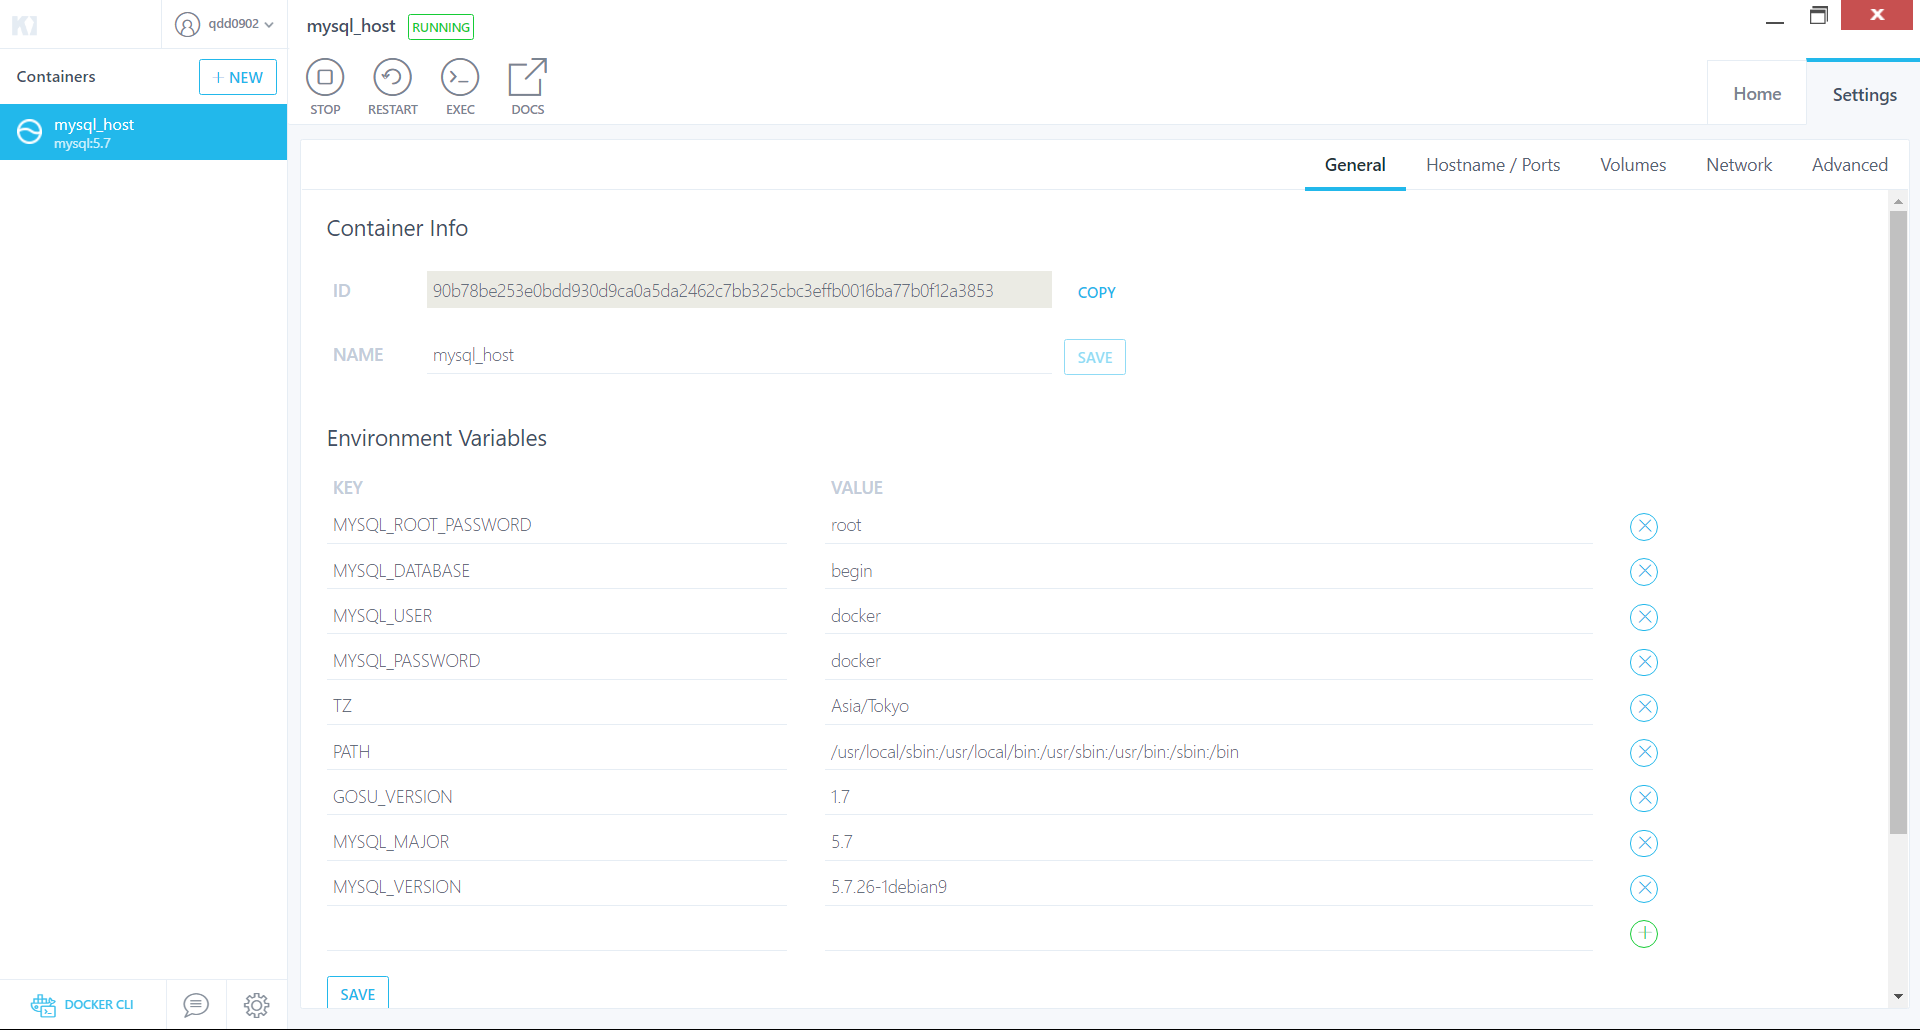 qdd0902
mysql_host RUNNING
Containers
+ NEW
STOP RESTART EXEC DOCS
Home Settings
mysql_host
mysql:5.7
General Hostname / Ports Volumes Network Advanced
Container Info
ID 90b78be253e0bdd930d9ca0a5da2462c7bb325cbc3effb0016ba77b0f12a3853 COPY
NAME mysql_host SAVE
Environment Variables
KEY VALUE
MYSQL_ROOT_PASSWORD root
MYSQL_DATABASE begin
MYSQL_USER docker
MYSQL_PASSWORD docker
TZ Asia/Tokyo
PATH /usr/local/sbin:/usr/local/bin:/usr/sbin:/usr/bin:/sbin:/bin
GOSU_VERSION 1.7
MYSQL_MAJOR 5.7
MYSQL_VERSION 5.7.26-1debian9
SAVE
DOCKER CLI